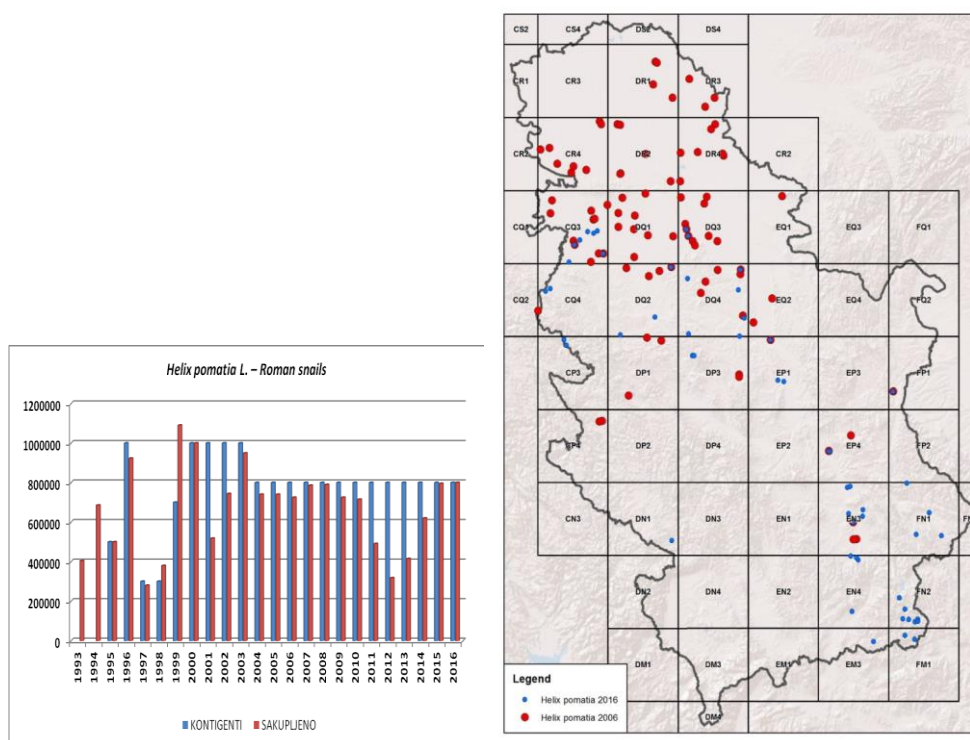 Helix pomatia L. – Roman snails
1200000
1000000
800000
600000
400000
200000
0
1993 1994 1995 1996 1997 1998 1999 2000 2001 2002 2003 2004 2005 2006 2007 2008 2009 2010 2011 2012 2013 2014 2015 2016
KONTIGENTI SAKUPLJENO
CS2 CS4 DS2 DS4
CR1 CR3 DR1 DR3
CR2 CR4 DR2 DR4 CR2
CQ1 CQ3 DQ1 DQ3 EQ1 EQ3 FQ1
CQ2 CQ4 DQ2 DQ4 EQ2 EQ4 FQ2
CP3 DP1 DP3 EP1 EP3 FP1
CP4 DP2 DP4 EP2 EP4 FP2
CN3 DN1 DN3 EN1 EN3 FN1
DN2 DN4 EN2 EN4 FN2
DM1 DM3 EM1 EM3 FM1
DM4
Legend
Helix pomatia 2016
Helix pomatia 2006